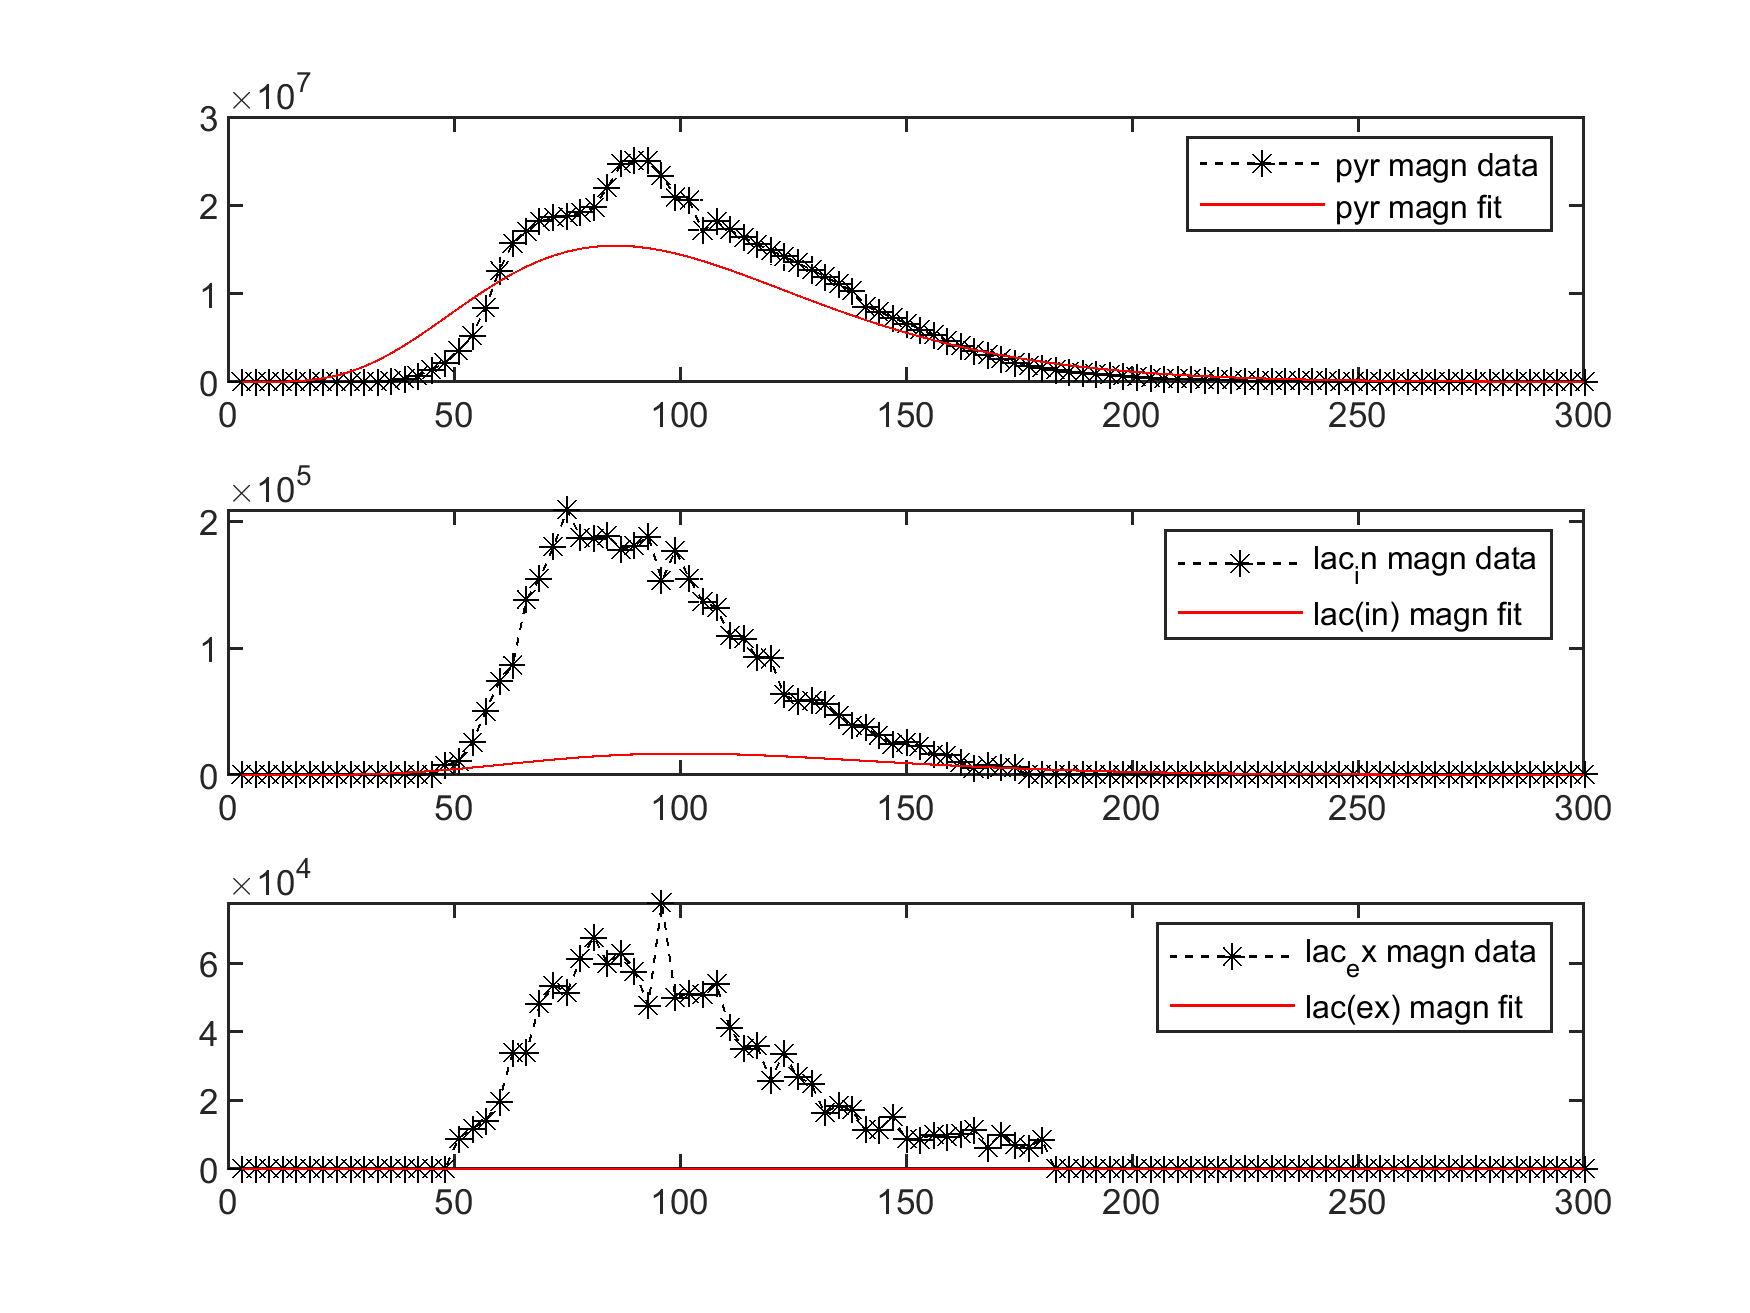 ×10^7
3
2
1
0
0 50 100 150 200 250 300
pyr magn data
pyr magn fit
×10^5
2
1
0
0 50 100 150 200 250 300
lac_in magn data
lac(in) magn fit
×10^4
6
4
2
0
0 50 100 150 200 250 300
lac_ex magn data
lac(ex) magn fit